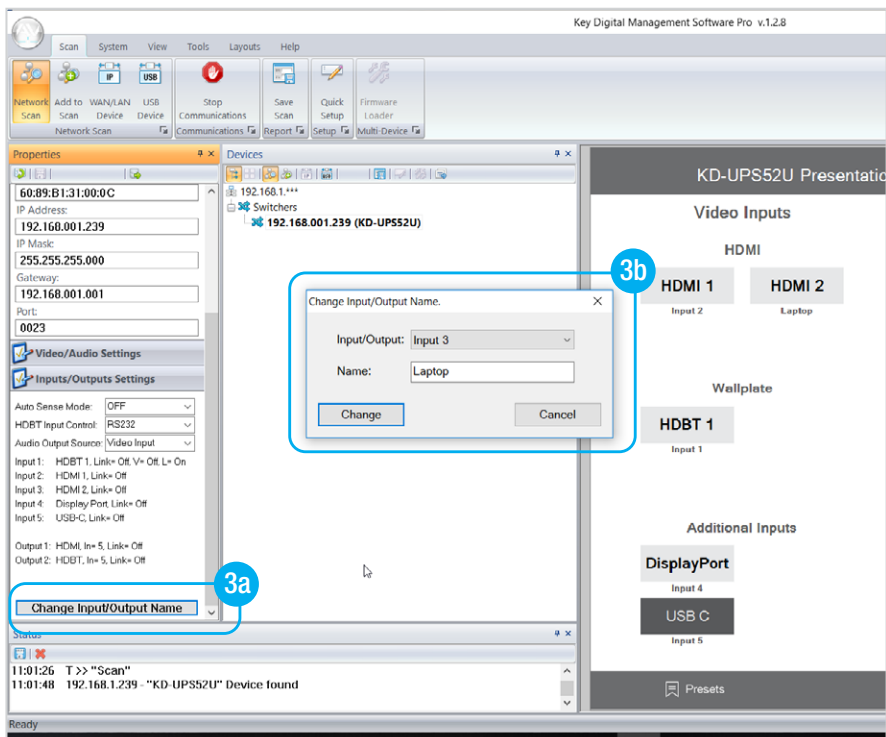 Key Digital Management Software Pro v.1.2.8
Scan System View Tools Layouts Help
Network Scan
Add to Scan
WAN/LAN Device
IP
USB Device
USB
Stop Communications
Save Scan
Quick Setup
Firmware Loader
Network Scan
Communications
Report
Setup
Multi-Device
Properties
60:89:B1:31:00:0C
IP Address:
192.168.001.239
IP Mask:
255.255.255.000
Gateway:
192.168.001.001
Port:
0023
Video/Audio Settings
Inputs/Outputs Settings
Auto Sense Mode: OFF
HDBT Input Control: RS232
Audio Output Source: Video Input
Input 1: HDBT 1, Link= Off, V= Off, L= On
Input 2: HDMI 1, Link= Off
Input 3: HDMI 2, Link= Off
Input 4: Display Port, Link= Off
Input 5: USB-C, Link= Off
Output 1: HDMI, In= 5, Link= Off
Output 2: HDBT, In= 5, Link= Off
3a
Change Input/Output Name
Devices
192.168.1.***
Switchers
192.168.001.239 (KD-UPS52U)
3b
Change Input/Output Name.
Input/Output: Input 3
Name: Laptop
Change
Cancel
KD-UPS52U Presentatio
Video Inputs
HDMI
HDMI 1
Input 2
HDMI 2
Laptop
Wallplate
HDBT 1
Input 1
Additional Inputs
DisplayPort
Input 4
USB C
Input 5
Presets
Status
11:01:26 T >> "Scan"
11:01:48 192.168.1.239 - "KD-UPS52U" Device found
Ready